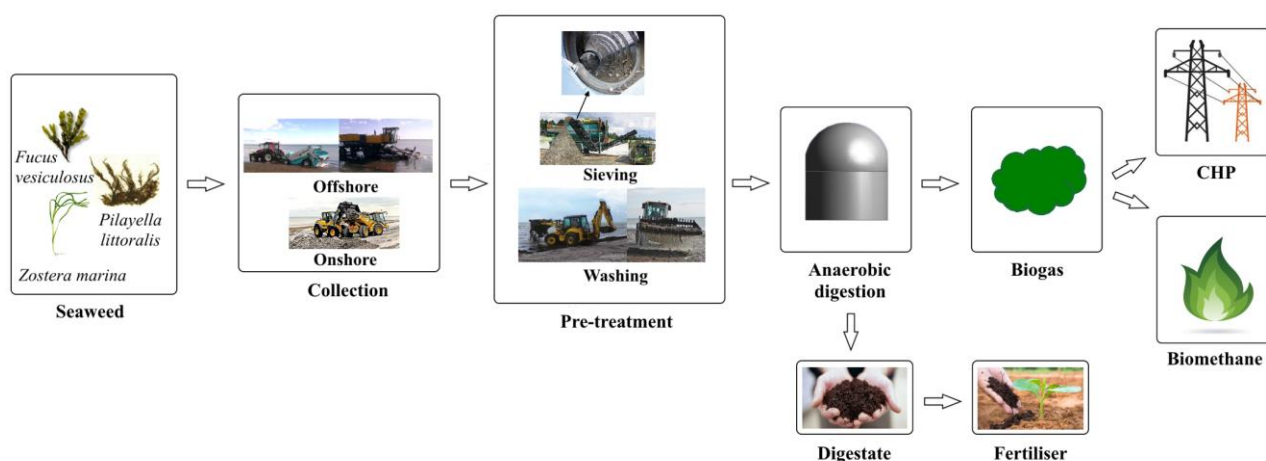 Fucus
vesiculosus
Pilayella
littoralis
Zostera marina
Seaweed
Offshore
Onshore
Collection
Sieving
Washing
Pre-treatment
Anaerobic
digestion
Biogas
CHP
Biomethane
Digestate
Fertiliser